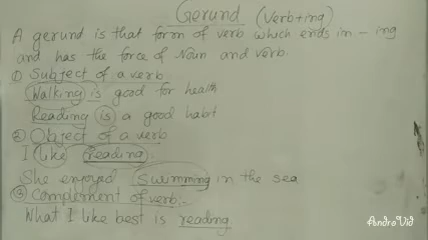 Gerund (Verb+ing)
A gerund is that form of verb which ends in - ing
and has the force of Noun and verb.
① Subject of a verb
Walking is good for health
Reading is a good habit
② Object of a verb
I like reading.
She enjoyed swimming in the sea
③ Complement of verb.
What I like best is reading
AndraVid